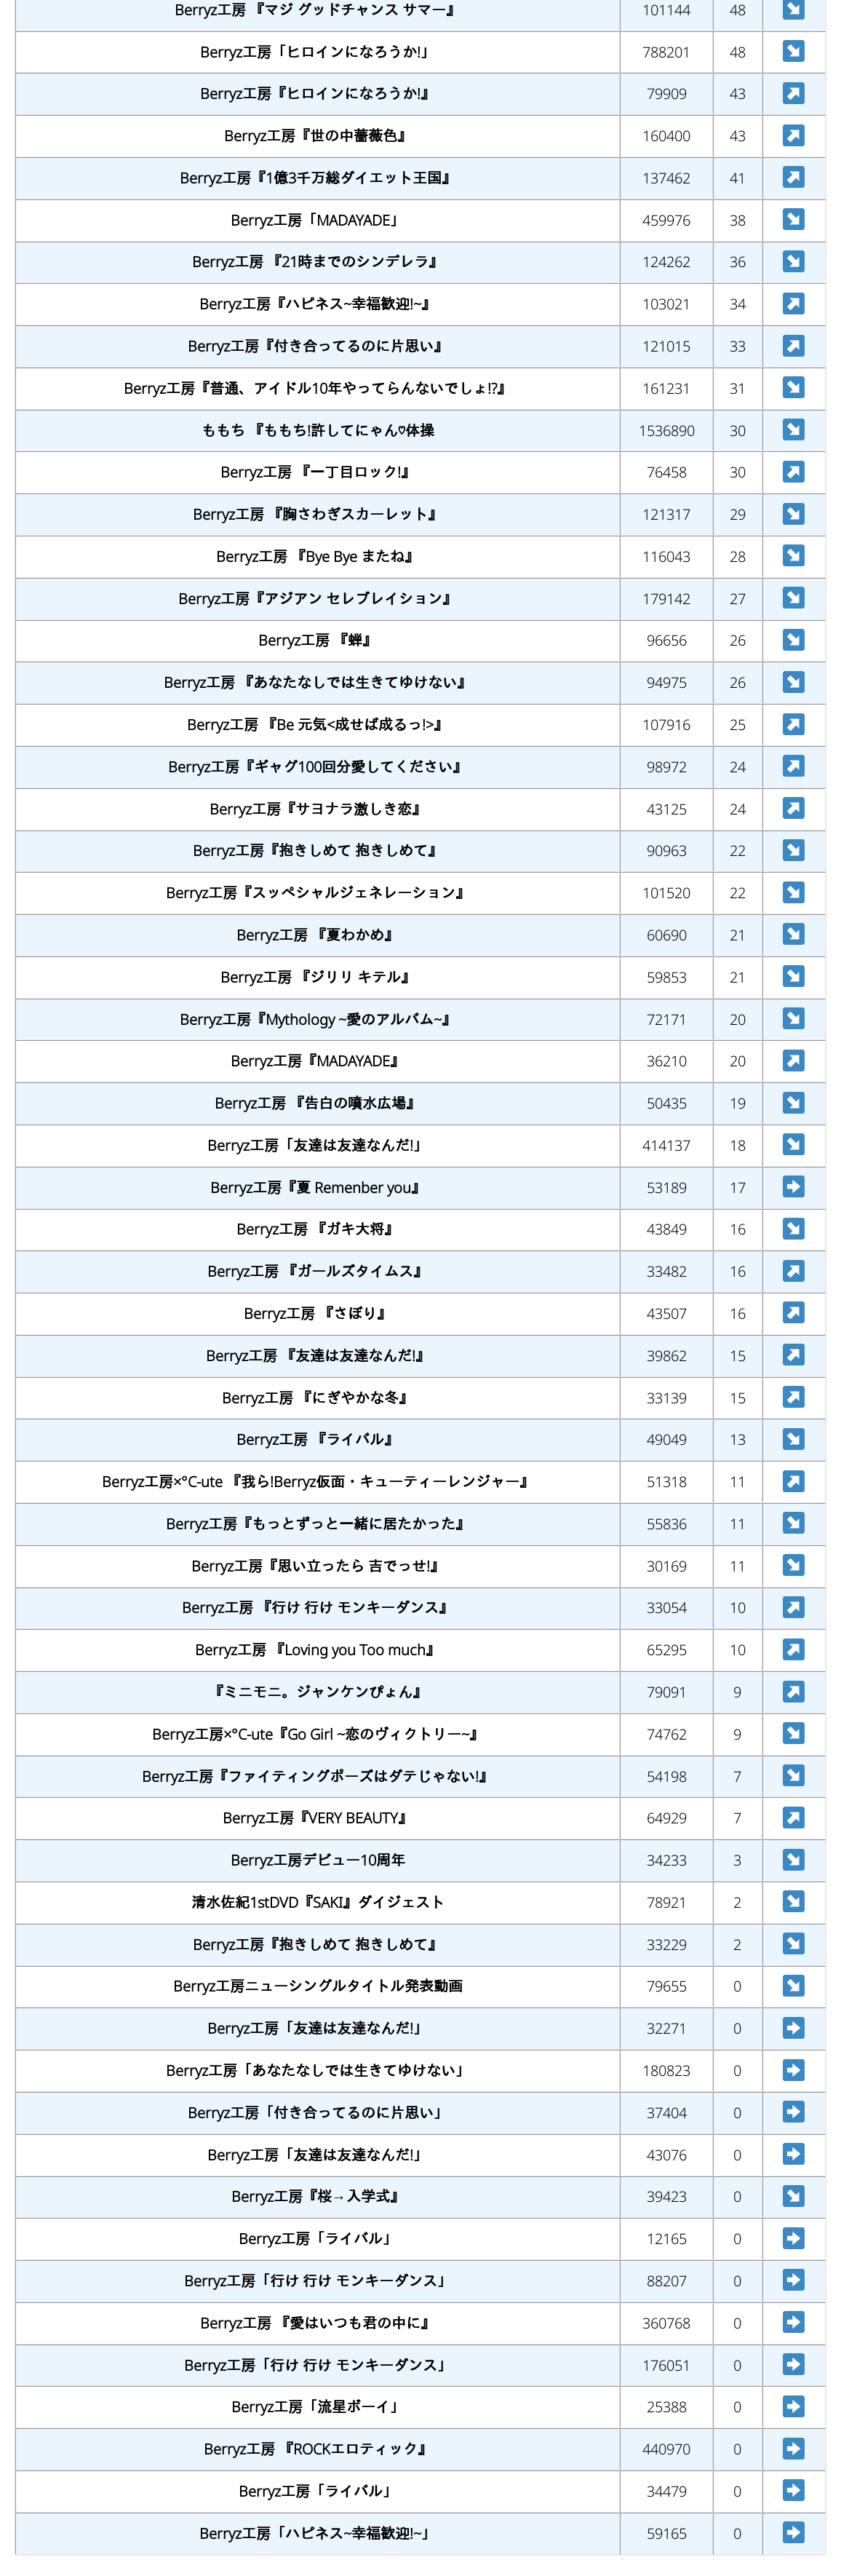 Berryz工房 『マジ グッドチャンス サマー』 101144 48 ↘
Berryz工房「ヒロインになろうか!」 788201 48 ↘
Berryz工房『ヒロインになろうか!』 79909 43 ↗
Berryz工房『世の中薔薇色』 160400 43 ↗
Berryz工房『1億3千万総ダイエット王国』 137462 41 ↗
Berryz工房「MADAYADE」 459976 38 ↘
Berryz工房 『21時までのシンデレラ』 124262 36 ↘
Berryz工房『ハピネス~幸福歓迎!~』 103021 34 ↗
Berryz工房『付き合ってるのに片思い』 121015 33 ↗
Berryz工房『普通、アイドル10年やってらんないでしょ!?』 161231 31 ↘
ももち 『ももち!許してにゃん♡体操 1536890 30 ↘
Berryz工房 『一丁目ロック!』 76458 30 ↗
Berryz工房 『胸さわぎスカーレット』 121317 29 ↘
Berryz工房 『Bye Bye またね』 116043 28 ↘
Berryz工房『アジアン セレブレイション』 179142 27 ↘
Berryz工房 『蝉』 96656 26 ↘
Berryz工房 『あなたなしでは生きてゆけない』 94975 26 ↘
Berryz工房 『Be 元気<成せば成るっ!>』 107916 25 ↗
Berryz工房『ギャグ100回分愛してください』 98972 24 ↗
Berryz工房『サヨナラ激しき恋』 43125 24 ↗
Berryz工房『抱きしめて 抱きしめて』 90963 22 ↘
Berryz工房『スッペシャルジェネレーション』 101520 22 ↘
Berryz工房 『夏わかめ』 60690 21 ↘
Berryz工房 『ジリリ キテル』 59853 21 ↘
Berryz工房『Mythology ~愛のアルバム~』 72171 20 ↘
Berryz工房『MADAYADE』 36210 20 ↗
Berryz工房 『告白の噴水広場』 50435 19 ↘
Berryz工房「友達は友達なんだ!」 414137 18 ↘
Berryz工房『夏 Remenber you』 53189 17 ➡
Berryz工房 『ガキ大将』 43849 16 ↘
Berryz工房 『ガールズタイムス』 33482 16 ↗
Berryz工房 『さぼり』 43507 16 ↗
Berryz工房 『友達は友達なんだ!』 39862 15 ↗
Berryz工房 『にぎやかな冬』 33139 15 ↗
Berryz工房 『ライバル』 49049 13 ↘
Berryz工房×°C-ute 『我ら!Berryz仮面・キューティーレンジャー』 51318 11 ↗
Berryz工房『もっとずっと一緒に居たかった』 55836 11 ↘
Berryz工房『思い立ったら 吉でっせ!』 30169 11 ↘
Berryz工房 『行け 行け モンキーダンス』 33054 10 ↗
Berryz工房 『Loving you Too much』 65295 10 ↗
『ミニモニ。ジャンケンぴょん』 79091 9 ↗
Berryz工房×°C-ute『Go Girl ~恋のヴィクトリー~』 74762 9 ↘
Berryz工房『ファイティングポーズはダテじゃない!』 54198 7 ↘
Berryz工房『VERY BEAUTY』 64929 7 ↗
Berryz工房デビュー10周年 34233 3 ↘
清水佐紀1stDVD『SAKI』ダイジェスト 78921 2 ↘
Berryz工房『抱きしめて 抱きしめて』 33229 2 ↘
Berryz工房ニューシングルタイトル発表動画 79655 0 ↘
Berryz工房「友達は友達なんだ!」 32271 0 ➡
Berryz工房「あなたなしでは生きてゆけない」 180823 0 ➡
Berryz工房「付き合ってるのに片思い」 37404 0 ➡
Berryz工房「友達は友達なんだ!」 43076 0 ➡
Berryz工房『桜→入学式』 39423 0 ↘
Berryz工房「ライバル」 12165 0 ➡
Berryz工房「行け 行け モンキーダンス」 88207 0 ➡
Berryz工房 『愛はいつも君の中に』 360768 0 ➡
Berryz工房「行け 行け モンキーダンス」 176051 0 ➡
Berryz工房「流星ボーイ」 25388 0 ➡
Berryz工房 『ROCKエロティック』 440970 0 ➡
Berryz工房「ライバル」 34479 0 ➡
Berryz工房「ハピネス~幸福歓迎!~」 59165 0 ➡